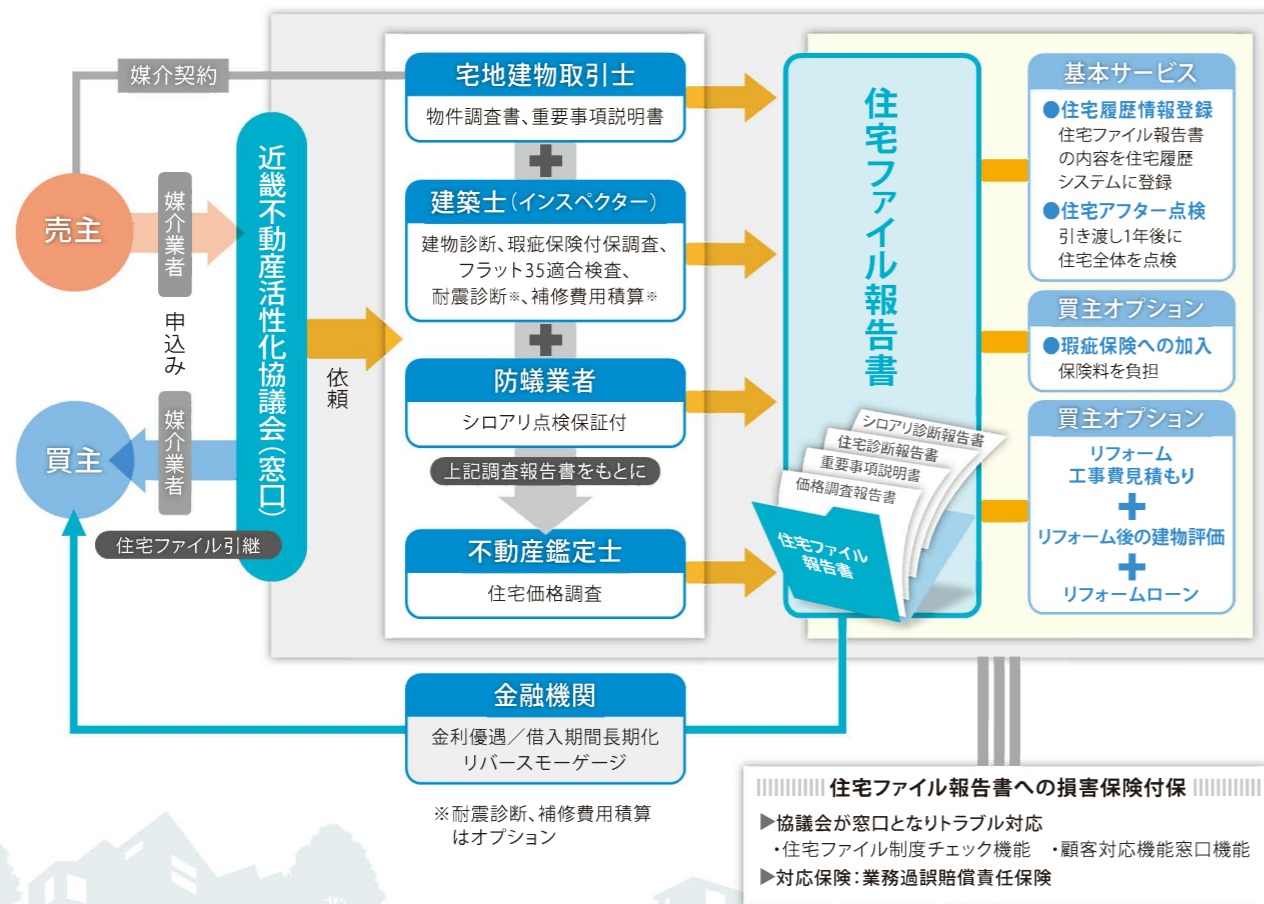 媒介契約
売主
媒介業者
申込み
買主
媒介業者
住宅ファイル引継
近畿不動産活性化協議会（窓口）
依頼
宅地建物取引士
物件調査書、重要事項説明書
建築士（インスペクター）
建物診断、瑕疵保険付保調査、
フラット35適合検査、
耐震診断※、補修費用積算※
防蟻業者
シロアリ点検保証付
上記調査報告書をもとに
不動産鑑定士
住宅価格調査
住宅ファイル報告書
シロアリ診断報告書
住宅診断報告書
重要事項説明書
価格調査報告書
住宅ファイル
報告書
基本サービス
●住宅履歴情報登録
住宅ファイル報告書
の内容を住宅履歴
システムに登録
●住宅アフター点検
引き渡し1年後に
住宅全体を点検
買主オプション
●瑕疵保険への加入
保険料を負担
買主オプション
リフォーム
工事費見積もり
リフォーム後の建物評価
リフォームローン
金融機関
金利優遇／借入期間長期化
リバースモーゲージ
※耐震診断、補修費用積算
はオプション
住宅ファイル報告書への損害保険付保
▶協議会が窓口となりトラブル対応
・住宅ファイル制度チェック機能 ・顧客対応機能窓口機能
▶対応保険：業務過誤賠償責任保険